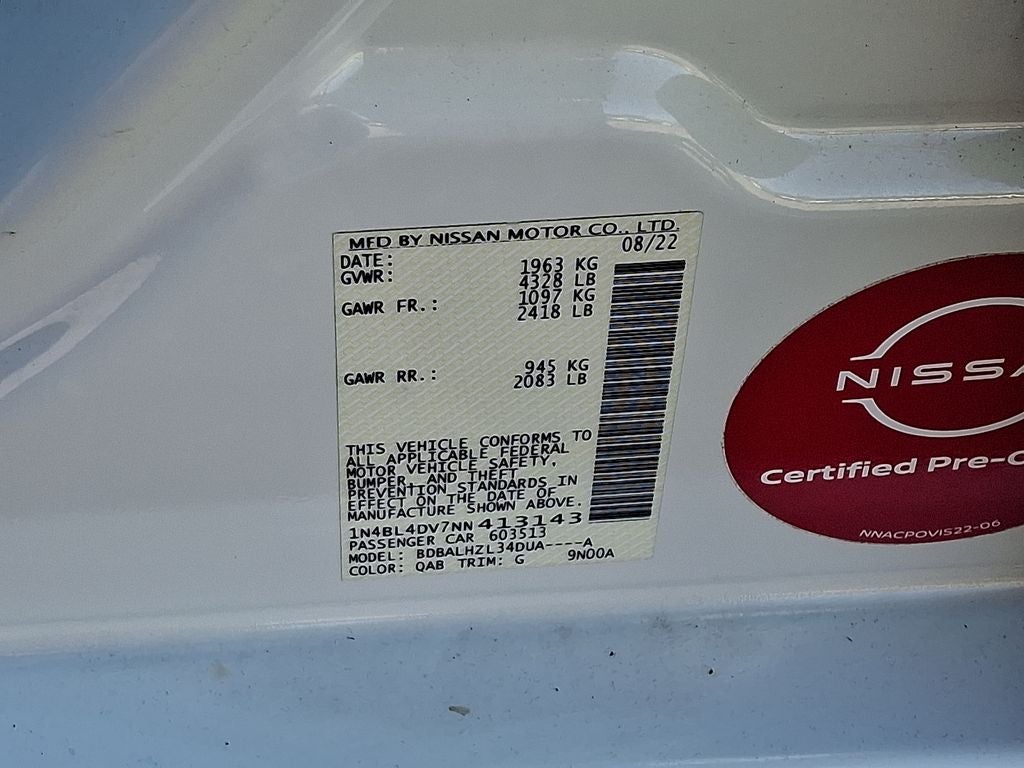 MFD BY NISSAN MOTOR CO., LTD.
DATE: 08/22
GVWR: 1963 KG
4328 LB
GAWR FR.: 1097 KG
2418 LB
GAWR RR.: 945 KG
2083 LB
THIS VEHICLE CONFORMS TO
ALL APPLICABLE FEDERAL
MOTOR VEHICLE SAFETY,
BUMPER, AND THEFT
PREVENTION STANDARDS IN
EFFECT ON THE DATE OF
MANUFACTURE SHOWN ABOVE.
1N4BL4DV7NN413143
PASSENGER CAR 603513
MODEL: BDBALHZL34DUA----A
COLOR: QAB TRIM: G 9N00A
NISSA
Certified Pre-O
NNACPOVIS22-06